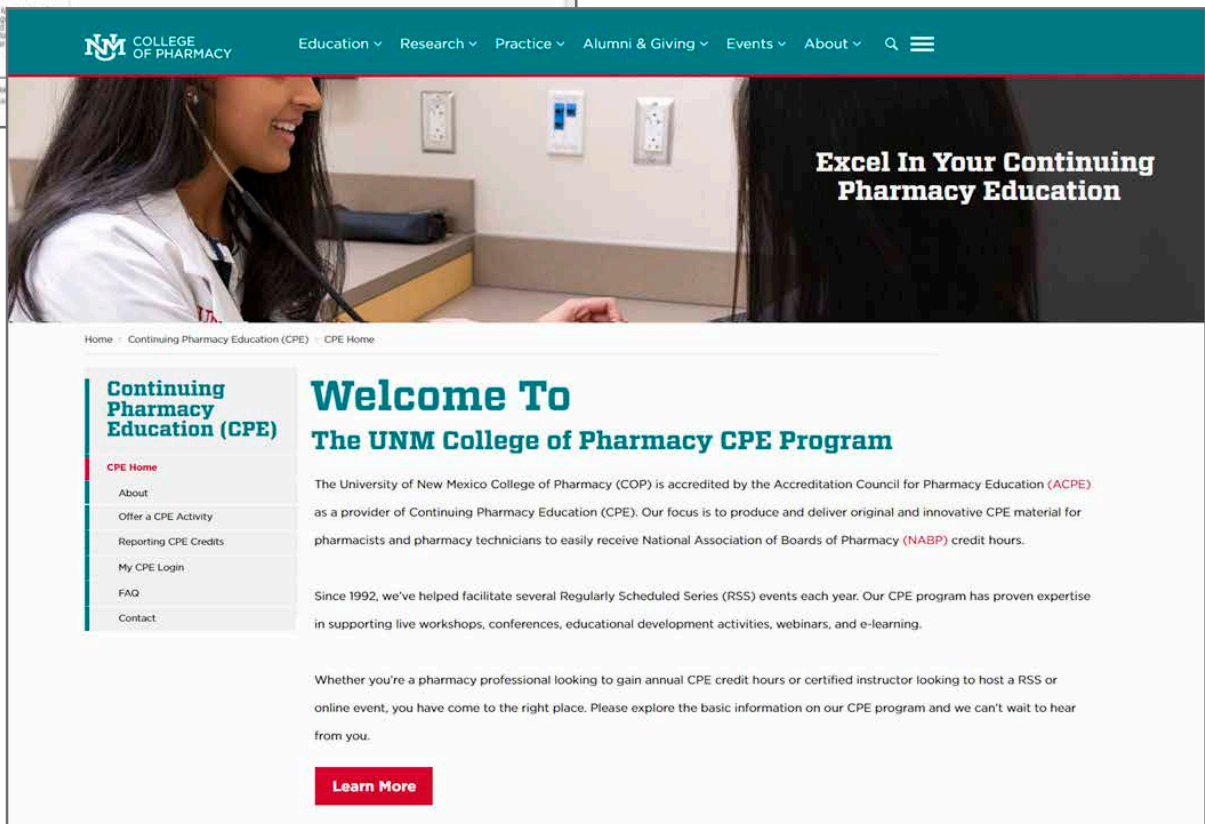 UNM COLLEGE
OF PHARMACY
Education Research Practice Alumni & Giving Events About
Excel In Your Continuing
Pharmacy Education
Home Continuing Pharmacy Education (CPE) CPE Home
Continuing
Pharmacy
Education (CPE)
CPE Home
About
Offer a CPE Activity
Reporting CPE Credits
My CPE Login
FAQ
Contact
Welcome To
The UNM College of Pharmacy CPE Program
The University of New Mexico College of Pharmacy (COP) is accredited by the Accreditation Council for Pharmacy Education (ACPE)
as a provider of Continuing Pharmacy Education (CPE). Our focus is to produce and deliver original and innovative CPE material for
pharmacists and pharmacy technicians to easily receive National Association of Boards of Pharmacy (NABP) credit hours.
Since 1992, we've helped facilitate several Regularly Scheduled Series (RSS) events each year. Our CPE program has proven expertise
in supporting live workshops, conferences, educational development activities, webinars, and e-learning.
Whether you're a pharmacy professional looking to gain annual CPE credit hours or certified instructor looking to host a RSS or
online event, you have come to the right place. Please explore the basic information on our CPE program and we can't wait to hear
from you.
Learn More